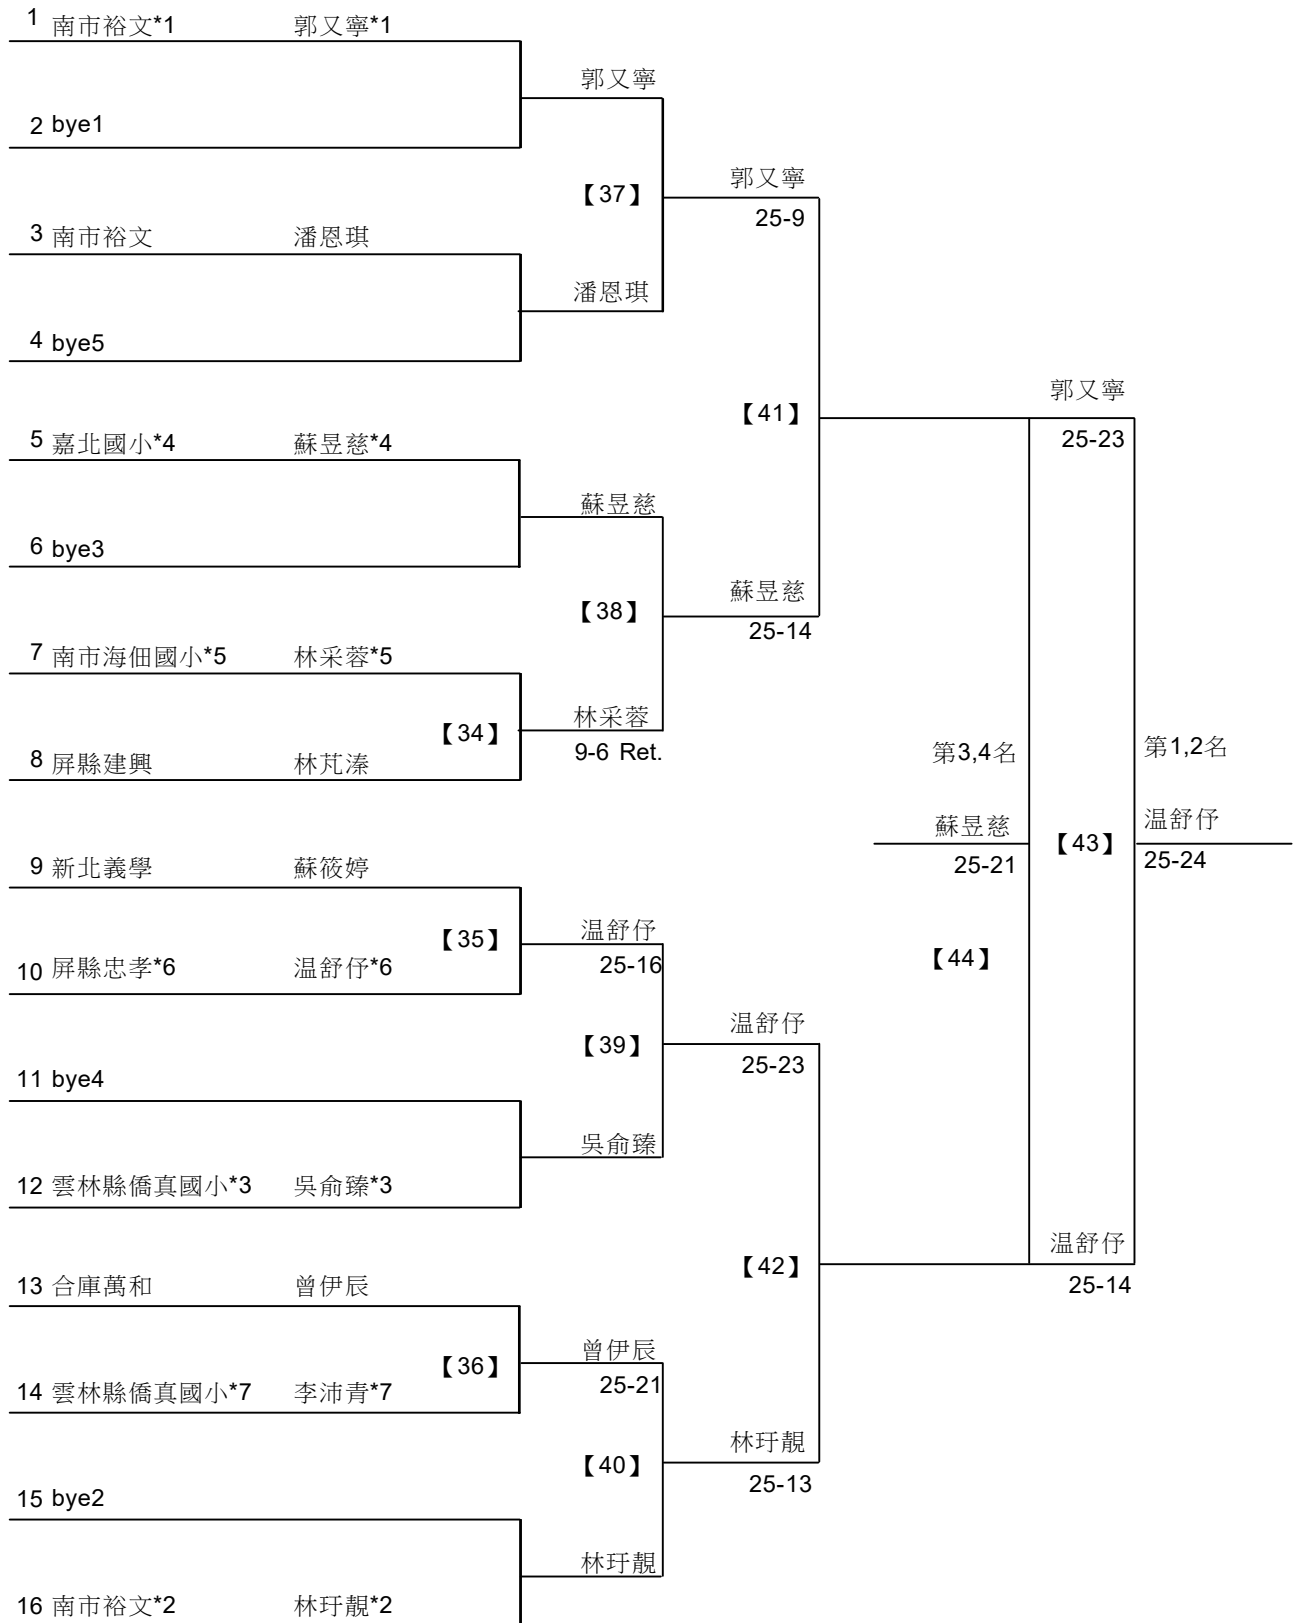 1 南市裕文*1 郭又寧*1
郭又寧
2 bye1
【37】
郭又寧
25-9
3 南市裕文 潘恩琪
潘恩琪
4 bye5
郭又寧
25-23
【41】
5 嘉北國小*4 蘇昱慈*4
蘇昱慈
6 bye3
【38】
蘇昱慈
25-14
7 南市海佃國小*5 林采蓉*5
【34】
林采蓉
9-6 Ret.
8 屏縣建興 林芃溱
第3,4名
第1,2名
蘇昱慈
25-21
【43】
温舒伃
25-24
9 新北義學 蘇筱婷
【35】
温舒伃
25-16
【44】
10 屏縣忠孝*6 温舒伃*6
【39】
温舒伃
25-23
11 bye4
吳俞臻
12 雲林縣僑真國小*3 吳俞臻*3
【42】
温舒伃
25-14
13 合庫萬和 曾伊辰
【36】
曾伊辰
25-21
14 雲林縣僑真國小*7 李沛青*7
【40】
林玗靚
25-13
15 bye2
林玗靚
16 南市裕文*2 林玗靚*2